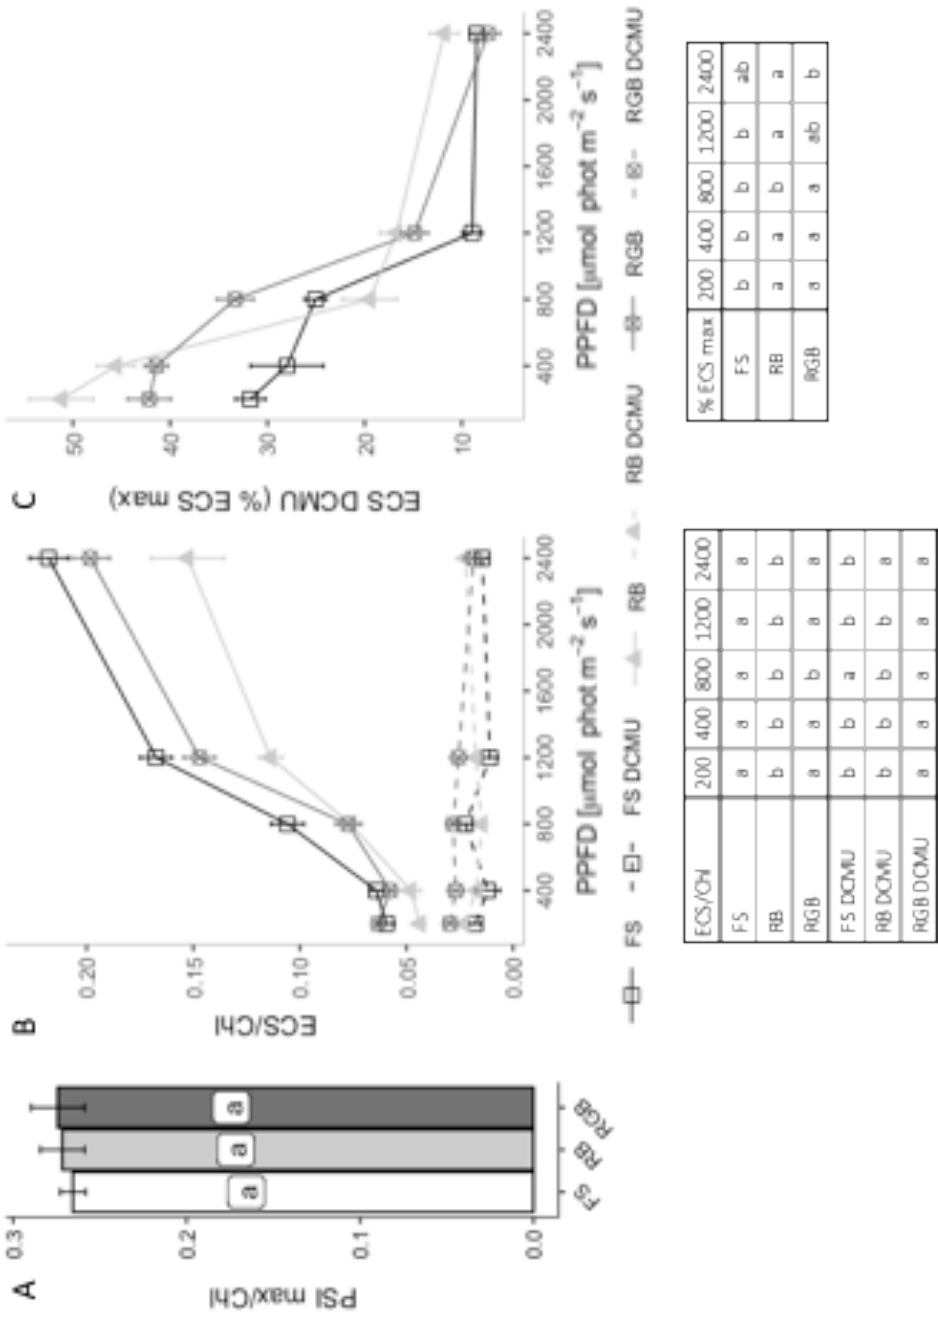 A
PSI max/Chl
0.3
0.2
0.1
0.0
a
a
a
FS
RB
RGB
B
ECS/Chl
0.20
0.15
0.10
0.05
0.00
400
800
1200
1600
2000
2400
PPFD [µmol phot m⁻² s⁻¹]
C
ECS DCMU (% ECS max)
50
40
30
20
10
400
800
1200
1600
2000
2400
PPFD [µmol phot m⁻² s⁻¹]
FS FS DCMU RB RB DCMU RGB RGB DCMU
ECS/Chl 200 400 800 1200 2400
FS a a a a a
RB b b b b b
RGB a a b a a
FS DCMU b b a b b
RB DCMU b b b b a
RGB DCMU a a a a a
% ECS max 200 400 800 1200 2400
FS b b b b ab
RB a a b a a
RGB a a a ab b